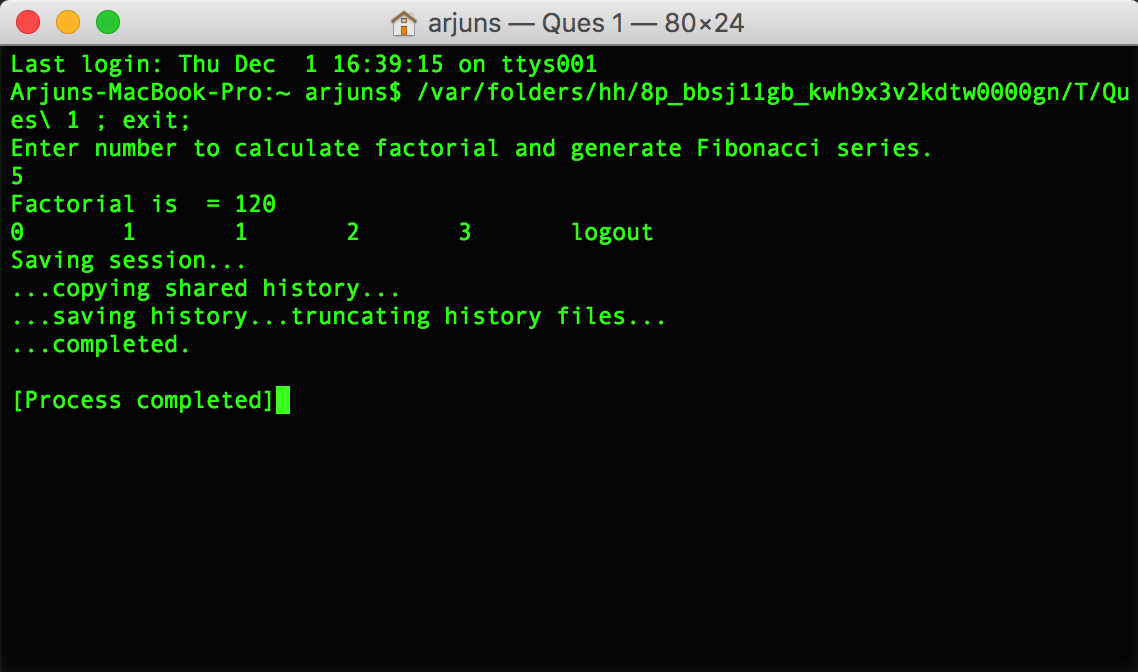 arjuns — Ques 1 — 80×24
Last login: Thu Dec  1 16:39:15 on ttys001
Arjuns-MacBook-Pro:~ arjuns$ /var/folders/hh/8p_bbsj11gb_kwh9x3v2kdtw0000gn/T/Qu
es\ 1 ; exit;
Enter number to calculate factorial and generate Fibonacci series.
5
Factorial is  = 120
0       1       1       2       3       logout
Saving session...
...copying shared history...
...saving history...truncating history files...
...completed.

[Process completed]